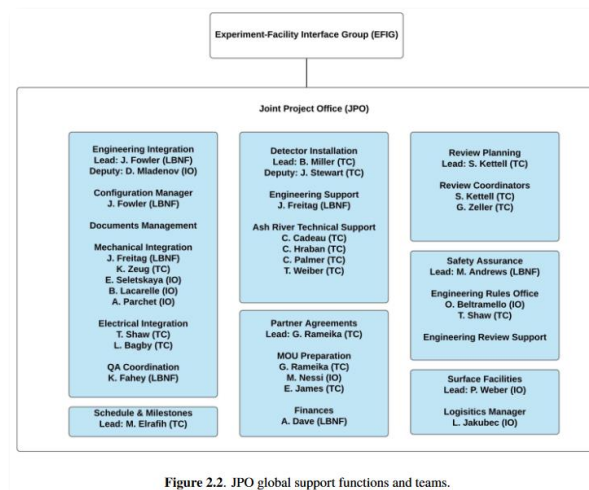 Experiment-Facility Interface Group (EFIG)
Joint Project Office (JPO)
Engineering Integration
Lead: J. Fowler (LBNF)
Deputy: D. Mladenov (IO)
Configuration Manager
J. Fowler (LBNF)
Documents Management
Mechanical Integration
J. Freitag (LBNF)
K. Zeug (TC)
E. Seletskaya (IO)
B. Lacarelle (IO)
A. Parchet (IO)
Electrical Integration
T. Shaw (TC)
L. Bagby (TC)
QA Coordination
K. Fahey (LBNF)
Schedule & Milestones
Lead: M. Elrafih (TC)
Detector Installation
Lead: B. Miller (TC)
Deputy: J. Stewart (TC)
Engineering Support
J. Freitag (LBNF)
Ash River Technical Support
C. Cadeau (TC)
C. Hraban (TC)
C. Palmer (TC)
T. Weiber (TC)
Partner Agreements
Lead: G. Rameika (TC)
MOU Preparation
G. Rameika (TC)
M. Nessi (IO)
E. James (TC)
Finances
A. Dave (LBNF)
Review Planning
Lead: S. Kettell (TC)
Review Coordinators
S. Kettell (TC)
G. Zeller (TC)
Safety Assurance
Lead: M. Andrews (LBNF)
Engineering Rules Office
O. Beltramello (IO)
T. Shaw (TC)
Engineering Review Support
Surface Facilities
Lead: P. Weber (IO)
Logisitics Manager
L. Jakubec (IO)
Figure 2.2. JPO global support functions and teams.